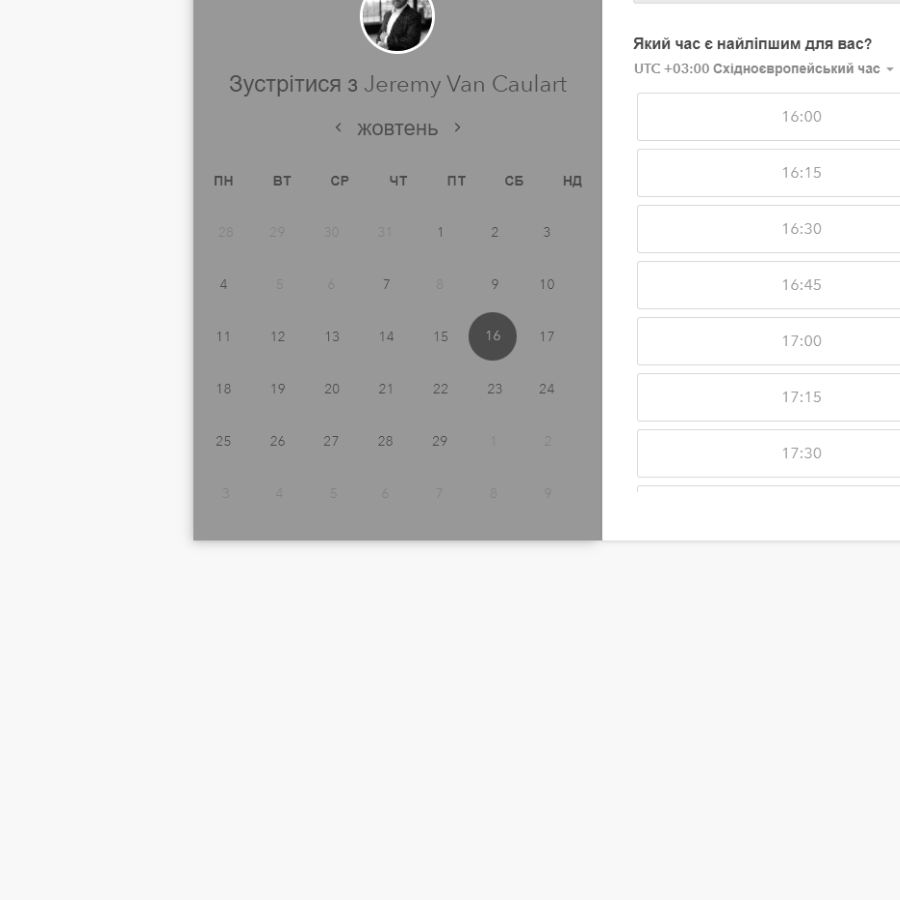 Зустрітися з Jeremy Van Caulart
жовтень
ПН ВТ СР ЧТ ПТ СБ НД
28 29 30 31 1 2 3
4 5 6 7 8 9 10
11 12 13 14 15 16 17
18 19 20 21 22 23 24
25 26 27 28 29 1 2
3 4 5 6 7 8 9
Який час є найліпшим для вас?
UTC +03:00 Східноєвропейський час
16:00
16:15
16:30
16:45
17:00
17:15
17:30